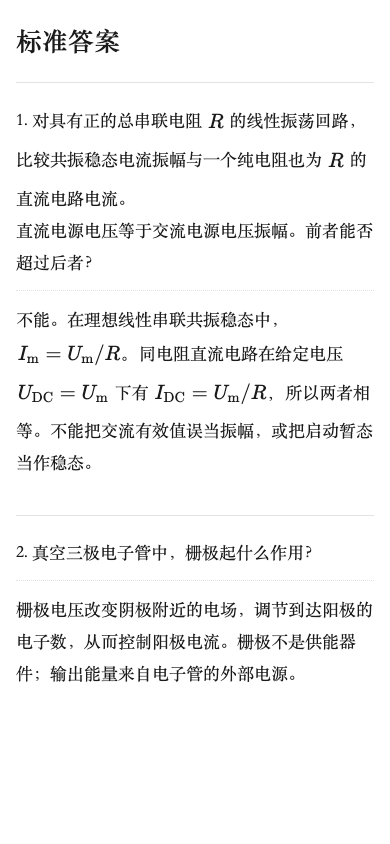 标准答案
1. 对具有正的总串联电阻 R 的线性振荡回路，
比较共振稳态电流振幅与一个纯电阻也为 R 的
直流电路电流。
直流电源电压等于交流电源电压振幅。前者能否
超过后者？
不能。在理想线性串联共振稳态中，
Iₘ = Uₘ/R。同电阻直流电路在给定电压
U_DC = Uₘ 下有 I_DC = Uₘ/R，所以两者相
等。不能把交流有效值误当振幅，或把启动暂态
当作稳态。
2. 真空三极电子管中，栅极起什么作用？
栅极电压改变阴极附近的电场，调节到达阳极的
电子数，从而控制阳极电流。栅极不是供能器
件；输出能量来自电子管的外部电源。